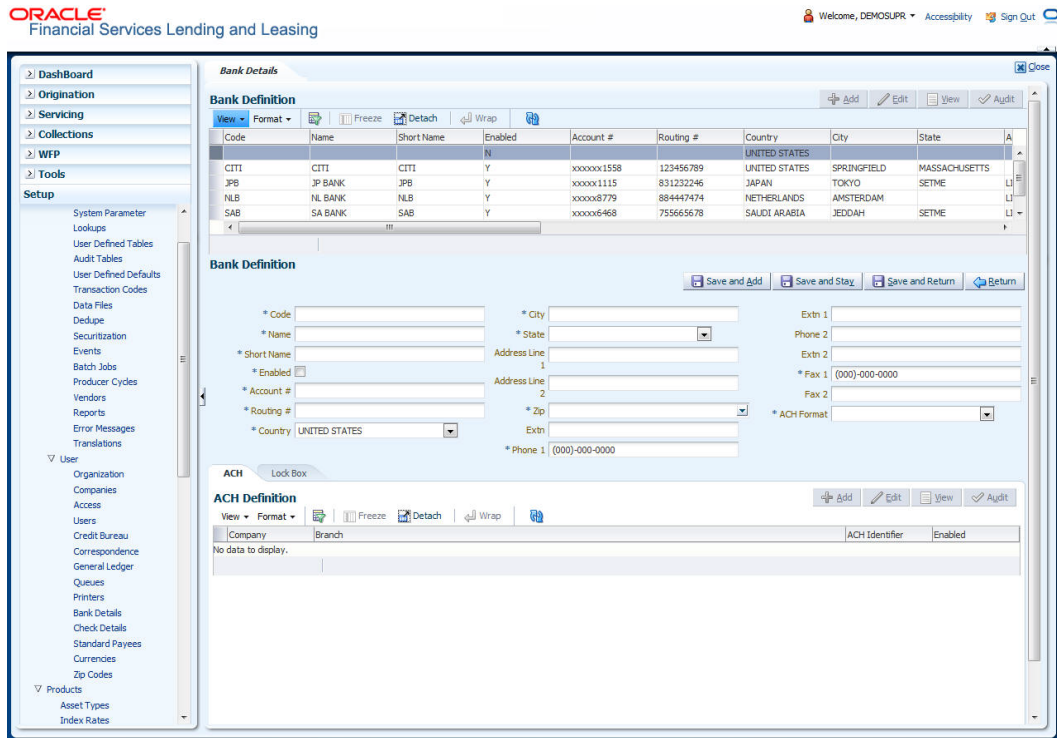 ORACLE
Financial Services Lending and Leasing
Welcome, DEMOSUPR Accessibility Sign Out
DashBoard
Origination
Servicing
Collections
WFP
Tools
Setup
System Parameter
Lookups
User Defined Tables
Audit Tables
User Defined Defaults
Transaction Codes
Data Files
Dedupe
Securitization
Events
Batch Jobs
Producer Cycles
Vendors
Reports
Error Messages
Translations
User
Organization
Companies
Access
Users
Credit Bureau
Correspondence
General Ledger
Queues
Printers
Bank Details
Check Details
Standard Payees
Currencies
Zip Codes
Products
Asset Types
Index Rates
Bank Details
Close
Bank Definition
Add Edit View Audit
View Format Freeze Detach Wrap
Code Name Short Name Enabled Account # Routing # Country City State A
N UNITED STATES
CITI CITI CITI Y xxxxxx1558 123456789 UNITED STATES SPRINGFIELD MASSACHUSETTS
JPB JP BANK JPB Y xxxxx1115 831232246 JAPAN TOKYO SETME LI
NLB NL BANK NLB Y xxxxx8779 884447474 NETHERLANDS AMSTERDAM LI
SAB SA BANK SAB Y xxxxx6468 755665678 SAUDI ARABIA JEDDAH SETME LI
Bank Definition
Save and Add Save and Stay Save and Return Return
* Code
* Name
* Short Name
* Enabled
* Account #
* Routing #
* Country UNITED STATES
* City
* State
Address Line
1
Address Line
2
* Zip
Extn
* Phone 1 (000)-000-0000
Extn 1
Phone 2
Extn 2
* Fax 1 (000)-000-0000
Fax 2
* ACH Format
ACH Lock Box
ACH Definition
Add Edit View Audit
View Format Freeze Detach Wrap
Company Branch ACH Identifier Enabled
No data to display.